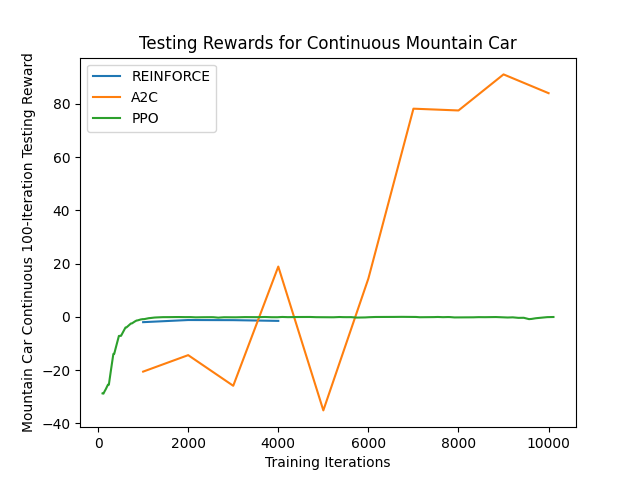 Testing Rewards for Continuous Mountain Car
Mountain Car Continuous 100-Iteration Testing Reward
REINFORCE
A2C
PPO
80
60
40
20
0
−20
−40
0
2000
4000
6000
8000
10000
Training Iterations